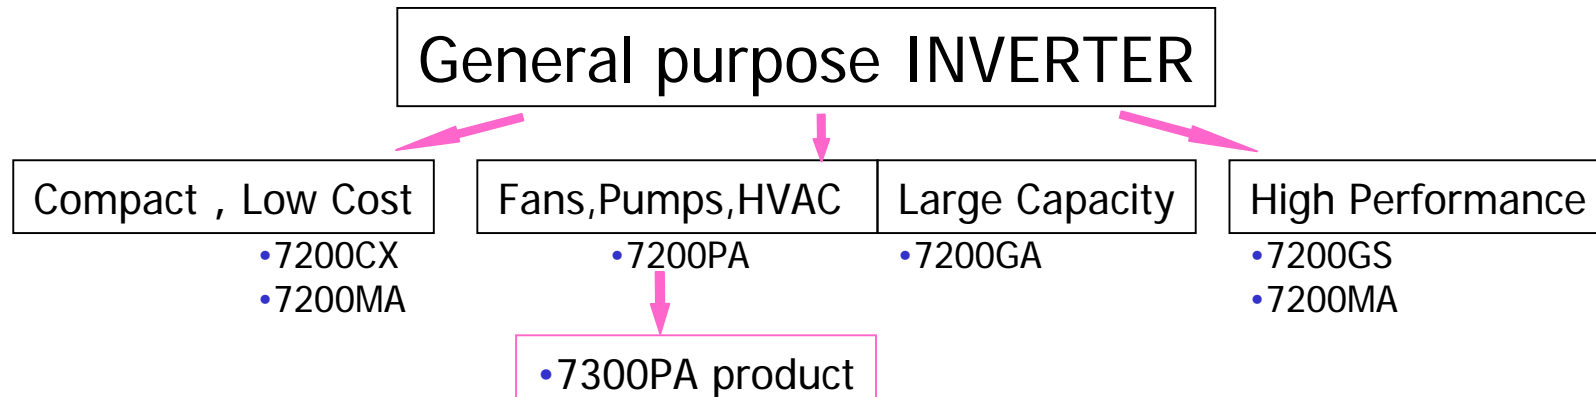 General purpose INVERTER
Compact , Low Cost
Fans,Pumps,HVAC
Large Capacity
High Performance
•7200CX
•7200MA
•7200PA
•7200GA
•7200GS
•7200MA
•7300PA product